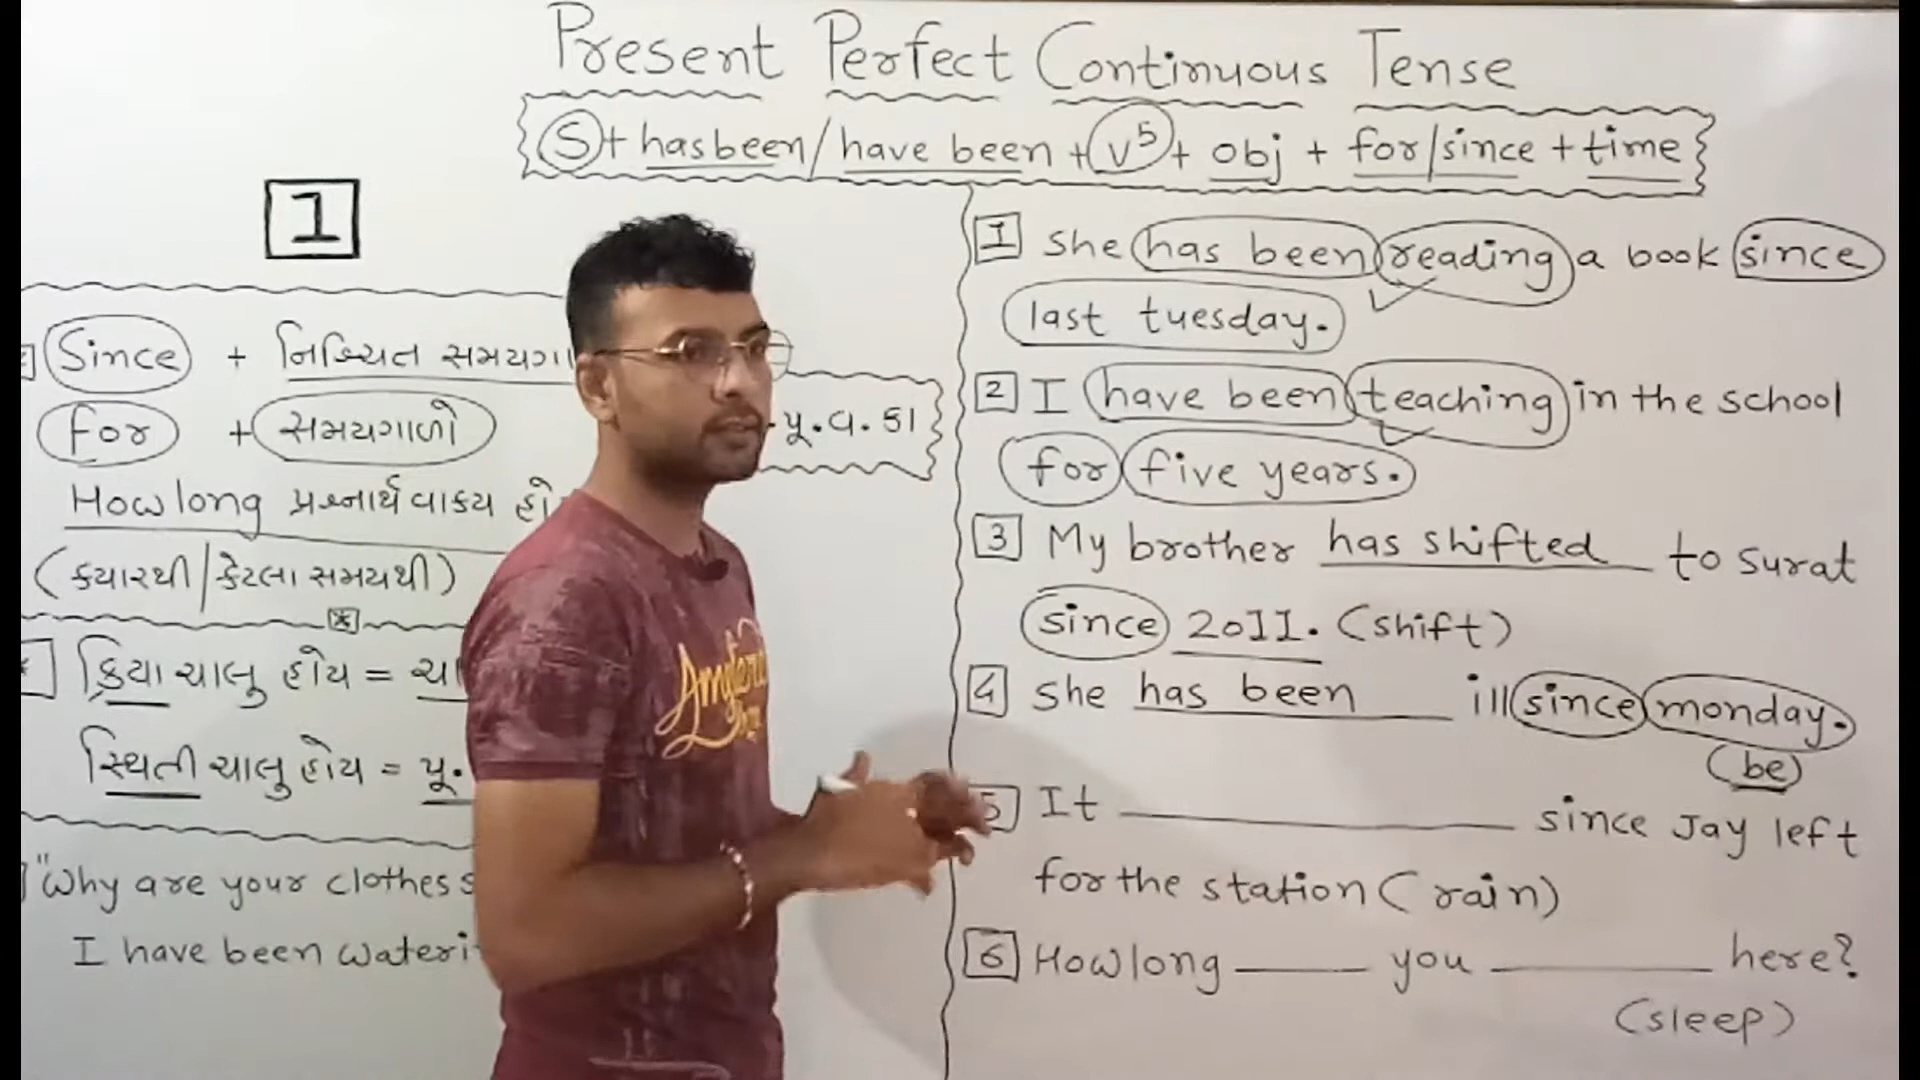 Present Perfect Continuous Tense
S + has been / have been + v⁵ + obj + for/since + time
1
Since + નિશ્ચિત
for + સમયગાળો
પૂ. વ. કા
How long પ્રશ્નાર્થ વાક્ય
(ક્યારથી/કેટલા સમયથી)
ક્રિયા ચાલુ હોય =
સ્થિતી ચાલુ હોય = પૂ.
"Why are your clothes
I have been
1 She has been reading a book since
last tuesday.
2 I have been teaching in the school
for five years.
3 My brother has shifted to surat
since 2011. (shift)
4 She has been ill since monday.
(be)
5 It ________ since Jay left
for the station (rain)
6 How long ____ you ______ here?
(sleep)